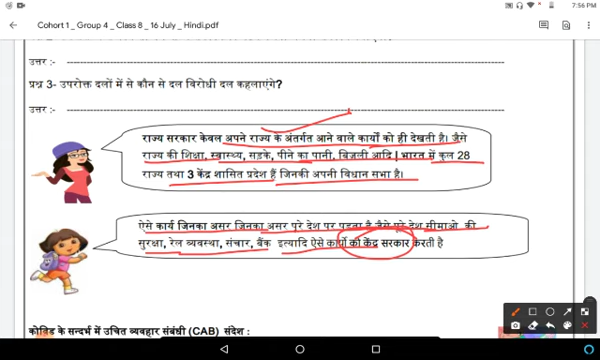 7:56 PM
Cohort 1 _ Group 4 _ Class 8 _ 16 July _ Hindi.pdf
उत्तर :-
प्रश्न 3- उपरोक्त दलों में से कौन से दल विरोधी दल कहलाएंगे?
उत्तर :-
राज्य सरकार केवल अपने राज्य के अंतर्गत आने वाले कार्यों को ही देखती है। जैसे
राज्य की शिक्षा, स्वास्थ्य, सड़के, पीने का पानी, बिजली आदि | भारत में कुल 28
राज्य तथा 3 केंद्र शासित प्रदेश हैं जिनकी अपनी विधान सभा है।
ऐसे कार्य जिनका असर जिनका असर पूरे देश पर पड़ता है जैसे पूरे देश सीमाओ की
सुरक्षा, रेल व्यवस्था, संचार, बैंक इत्यादि ऐसे कार्यों को केंद्र सरकार करती है
कोविड के सन्दर्भ में उचित व्यवहार संबंधी (CAB) संदेश :